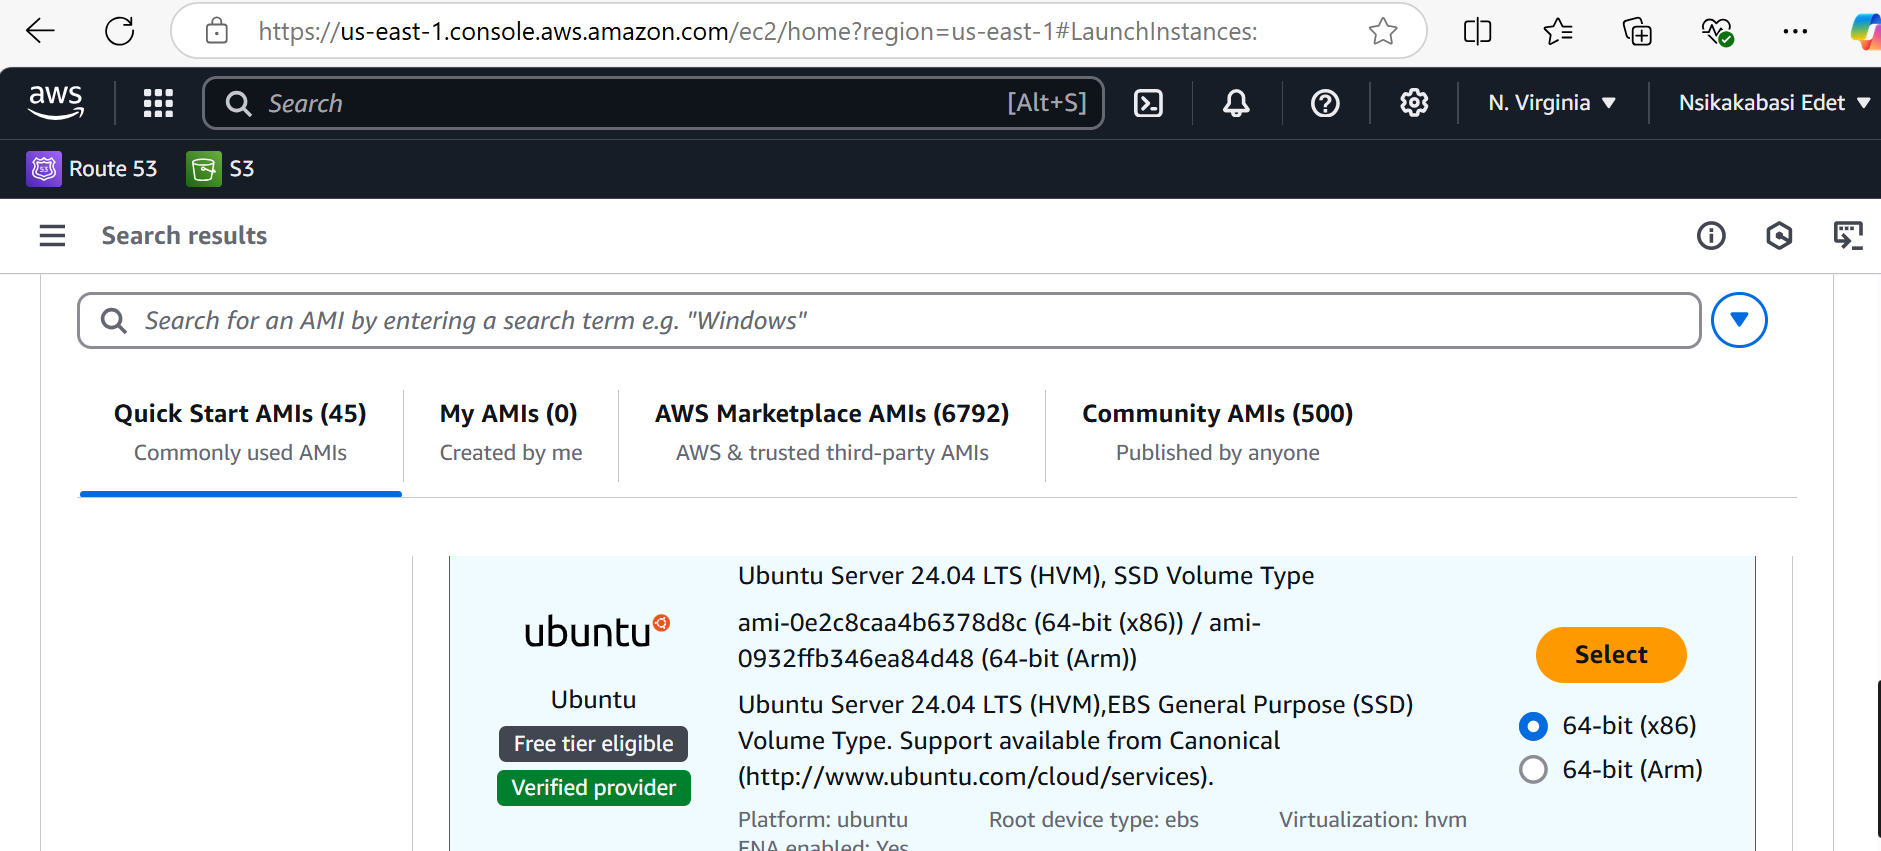 https://us-east-1.console.aws.amazon.com/ec2/home?region=us-east-1#LaunchInstances:
aws
Search
[Alt+S]
N. Virginia
Nsikakabasi Edet
53
Route 53
S3
Search results
Search for an AMI by entering a search term e.g. "Windows"
Quick Start AMIs (45)
Commonly used AMIs
My AMIs (0)
Created by me
AWS Marketplace AMIs (6792)
AWS & trusted third-party AMIs
Community AMIs (500)
Published by anyone
ubuntu
Ubuntu
Free tier eligible
Verified provider
Ubuntu Server 24.04 LTS (HVM), SSD Volume Type
ami-0e2c8caa4b6378d8c (64-bit (x86)) / ami-
0932ffb346ea84d48 (64-bit (Arm))
Ubuntu Server 24.04 LTS (HVM),EBS General Purpose (SSD)
Volume Type. Support available from Canonical
(http://www.ubuntu.com/cloud/services).
Platform: ubuntu
Root device type: ebs
Virtualization: hvm
ENA enabled: Yes
Select
64-bit (x86)
64-bit (Arm)